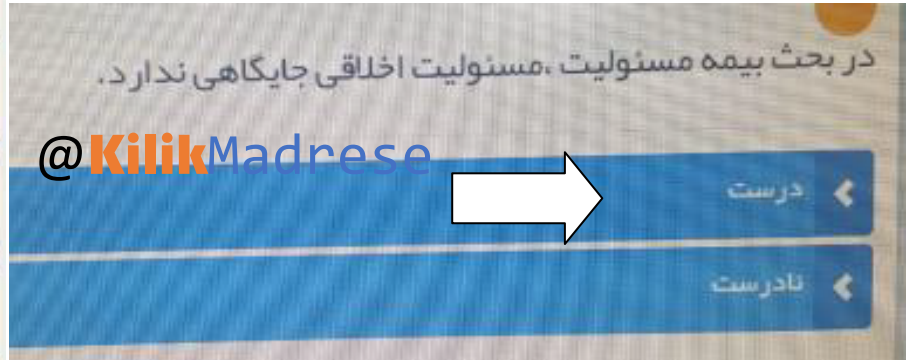 در بحث بیمه مسئولیت ،مسئولیت اخلاقی جایگاهی ندارد.
@KilikMadrese
درست
نادرست